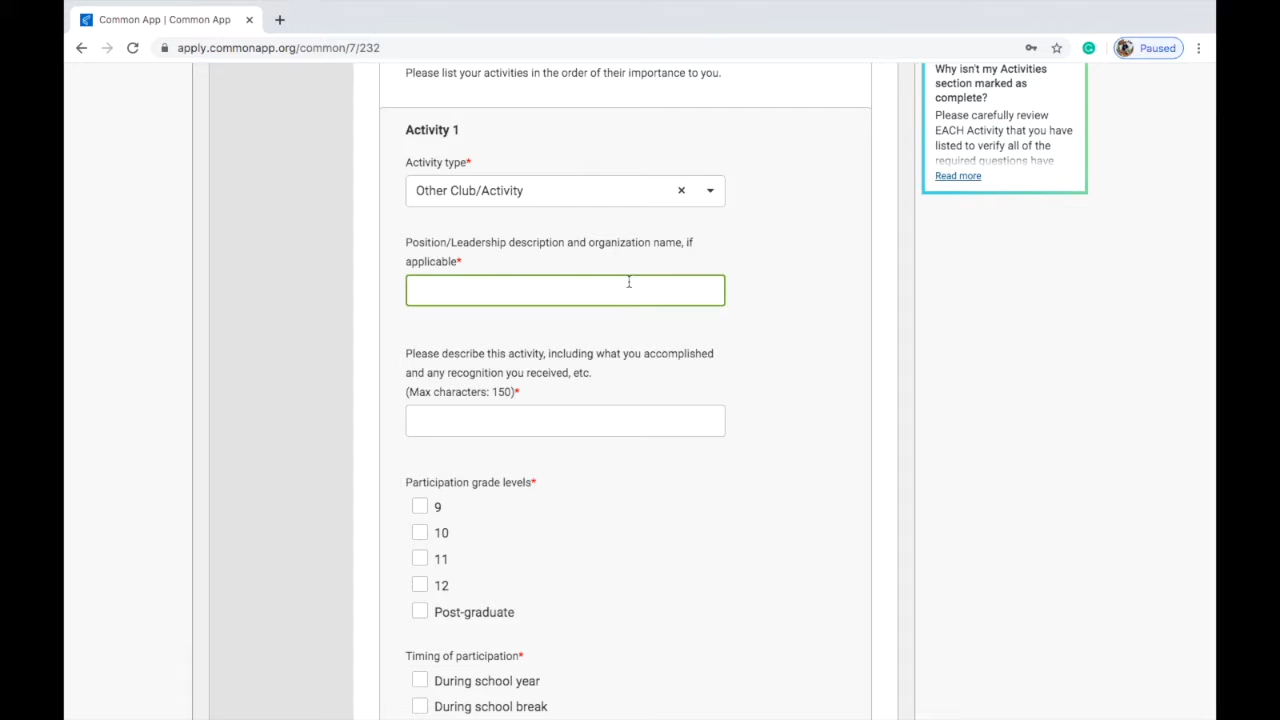 Common App | Common App
apply.commonapp.org/common/7/232
Paused
Please list your activities in the order of their importance to you.
Activity 1
Activity type*
Other Club/Activity
Position/Leadership description and organization name, if
applicable*
Please describe this activity, including what you accomplished
and any recognition you received, etc.
(Max characters: 150)*
Participation grade levels*
9
10
11
12
Post-graduate
Timing of participation*
During school year
During school break
Why isn't my Activities
section marked as
complete?
Please carefully review
EACH Activity that you have
listed to verify all of the
required questions have
Read more